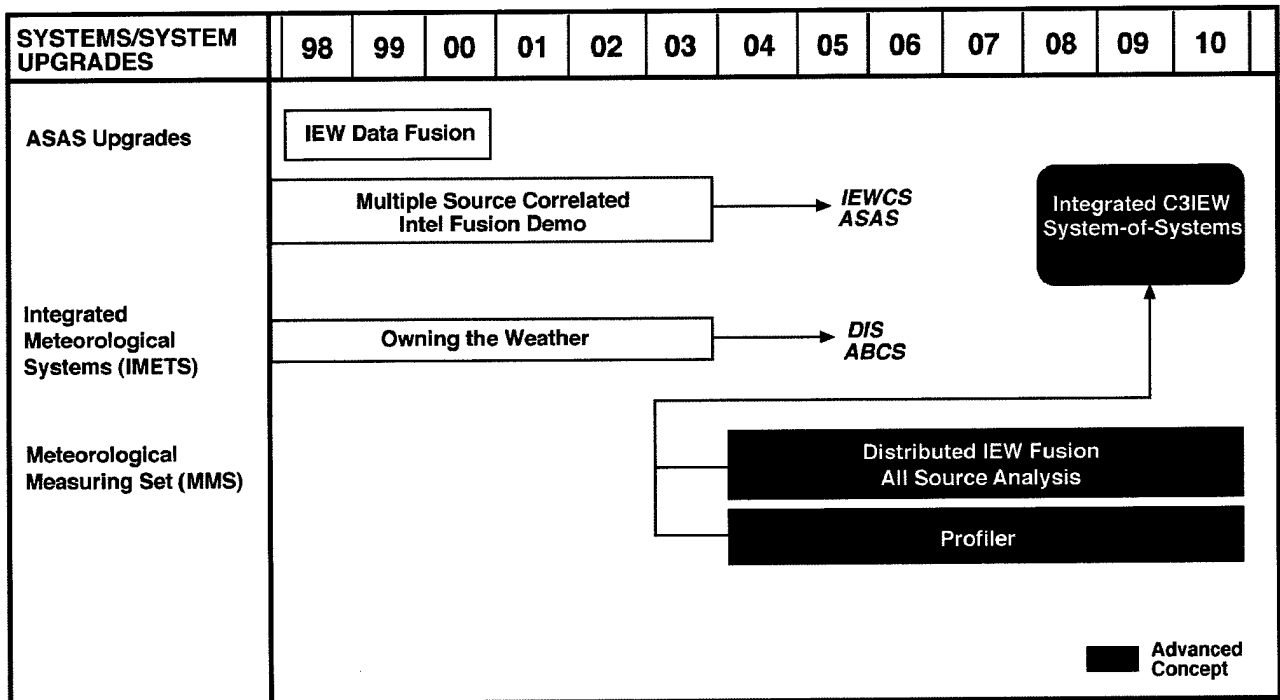 SYSTEMS/SYSTEM
UPGRADES
98 99 00 01 02 03 04 05 06 07 08 09 10
ASAS Upgrades
IEW Data Fusion
Multiple Source Correlated
Intel Fusion Demo
IEWCS
ASAS
Integrated C3IEW
System-of-Systems
Integrated
Meteorological
Systems (IMETS)
Owning the Weather
DIS
ABCS
Meteorological
Measuring Set (MMS)
Distributed IEW Fusion
All Source Analysis
Profiler
Advanced
Concept